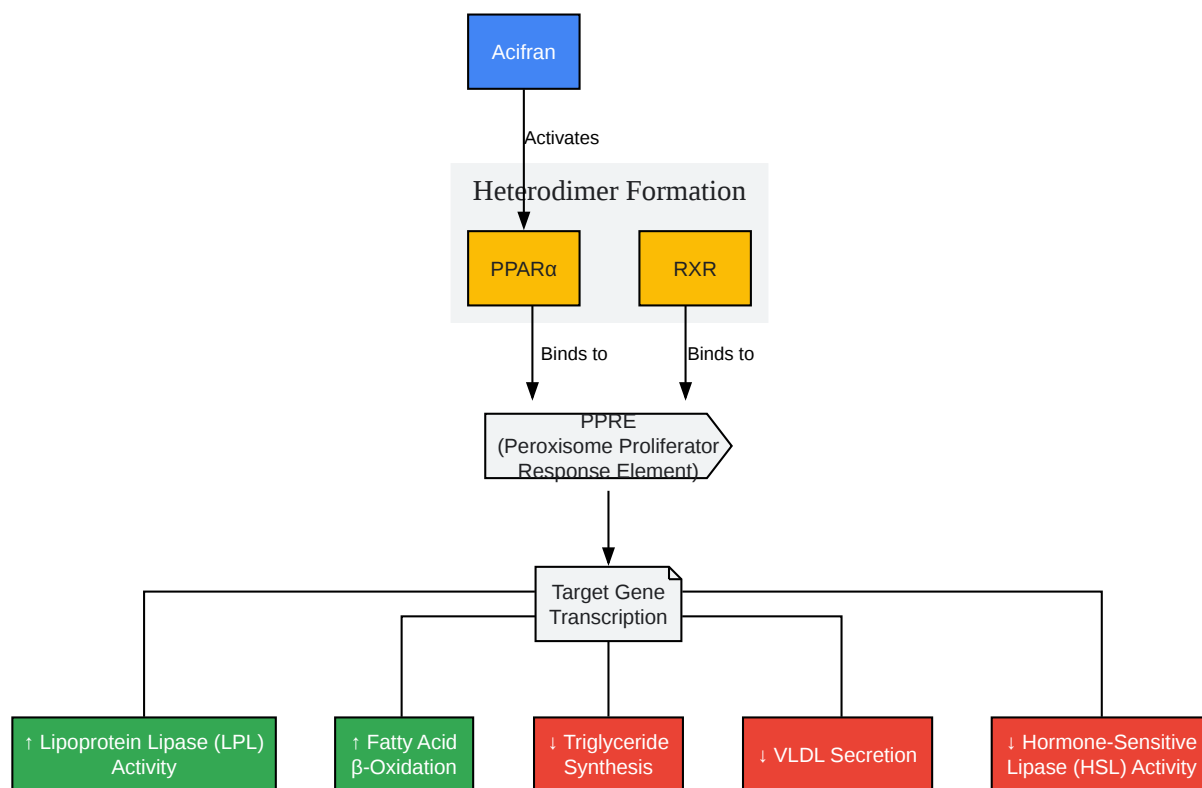 Acifran
Activates
Heterodimer Formation
PPARα
RXR
Binds to
Binds to
PPRE
(Peroxisome Proliferator
Response Element)
Target Gene
Transcription
↑ Lipoprotein Lipase (LPL)
Activity
↑ Fatty Acid
β-Oxidation
↓ Triglyceride
Synthesis
↓ VLDL Secretion
↓ Hormone-Sensitive
Lipase (HSL) Activity